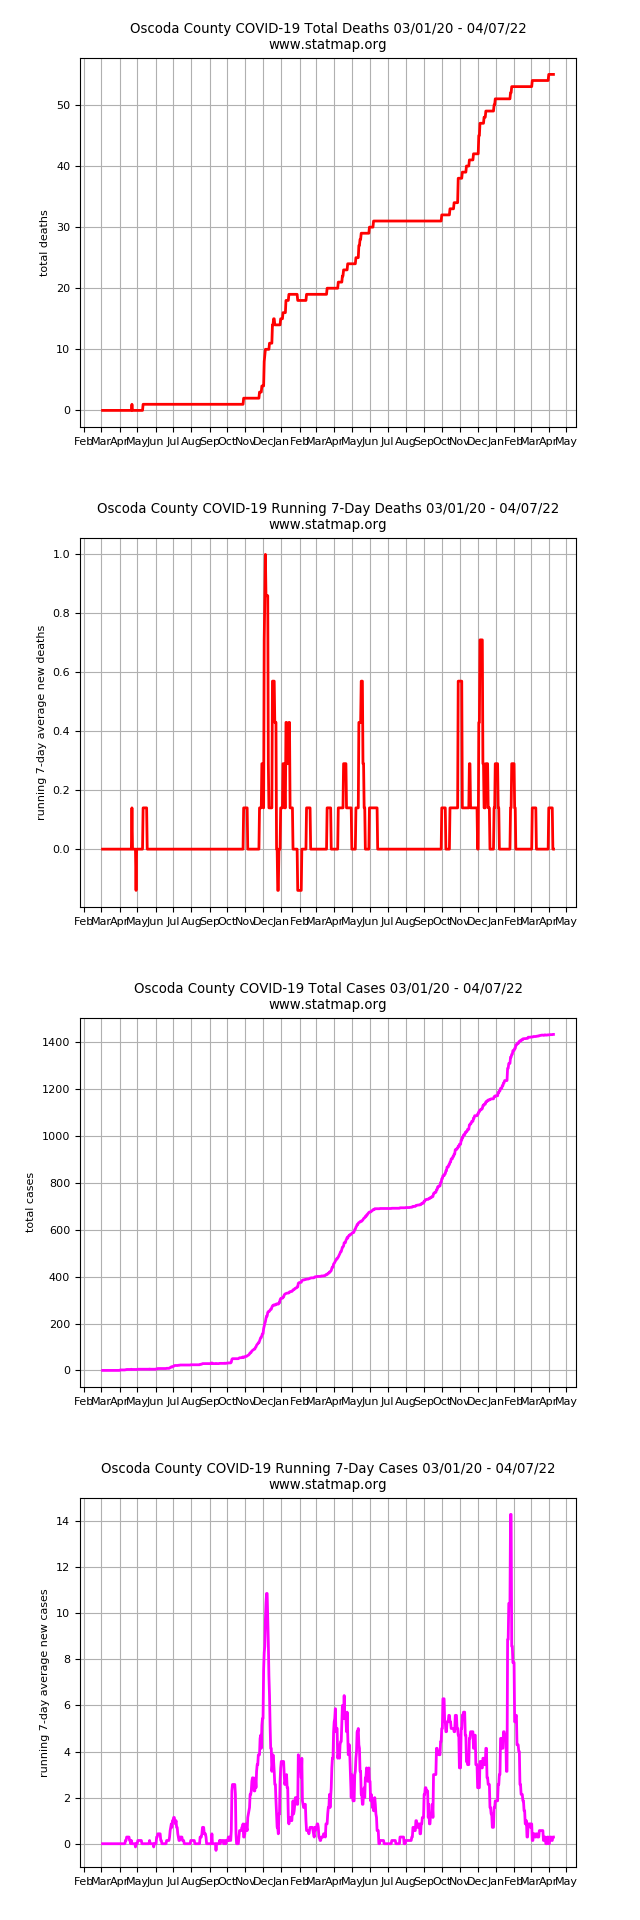 Oscoda County COVID-19 Total Deaths 03/01/20 - 04/07/22
www.statmap.org
total deaths
50
40
30
20
10
0
Feb Mar Apr May Jun Jul Aug Sep Oct Nov Dec Jan Feb Mar Apr May Jun Jul Aug Sep Oct Nov Dec Jan Feb Mar Apr May
Oscoda County COVID-19 Running 7-Day Deaths 03/01/20 - 04/07/22
www.statmap.org
running 7-day average new deaths
1.0
0.8
0.6
0.4
0.2
0.0
Feb Mar Apr May Jun Jul Aug Sep Oct Nov Dec Jan Feb Mar Apr May Jun Jul Aug Sep Oct Nov Dec Jan Feb Mar Apr May
Oscoda County COVID-19 Total Cases 03/01/20 - 04/07/22
www.statmap.org
total cases
1400
1200
1000
800
600
400
200
0
Feb Mar Apr May Jun Jul Aug Sep Oct Nov Dec Jan Feb Mar Apr May Jun Jul Aug Sep Oct Nov Dec Jan Feb Mar Apr May
Oscoda County COVID-19 Running 7-Day Cases 03/01/20 - 04/07/22
www.statmap.org
running 7-day average new cases
14
12
10
8
6
4
2
0
Feb Mar Apr May Jun Jul Aug Sep Oct Nov Dec Jan Feb Mar Apr May Jun Jul Aug Sep Oct Nov Dec Jan Feb Mar Apr May